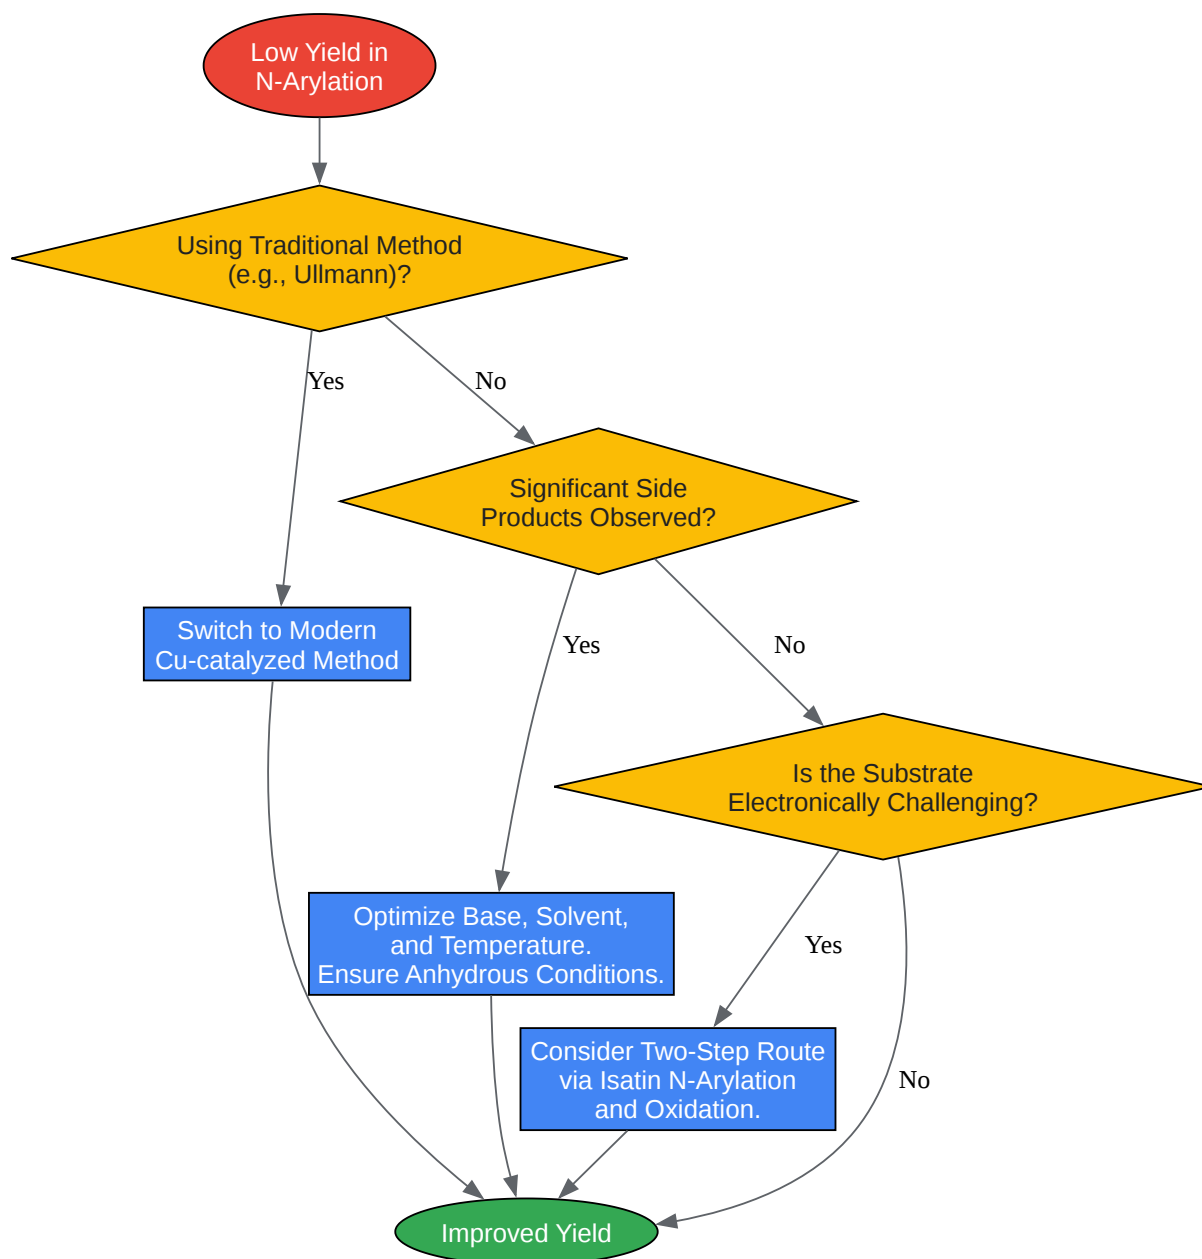 Low Yield in
N-Arylation
Using Traditional Method
(e.g., Ullmann)?
Yes
No
Significant Side
Products Observed?
Switch to Modern
Cu-catalyzed Method
Yes
No
Is the Substrate
Electronically Challenging?
Optimize Base, Solvent,
and Temperature.
Ensure Anhydrous Conditions.
Yes
Consider Two-Step Route
via Isatin N-Arylation
and Oxidation.
No
Improved Yield